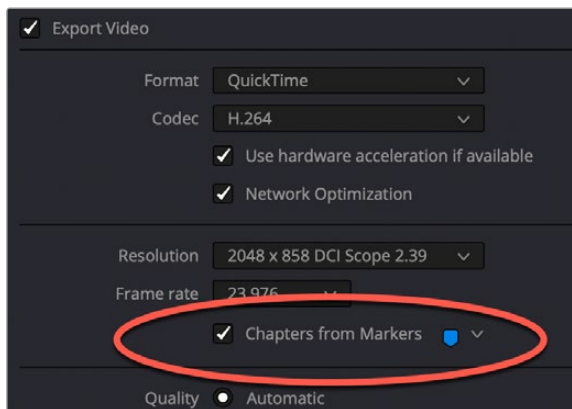 Export Video
Format QuickTime
Codec H.264
Use hardware acceleration if available
Network Optimization
Resolution 2048 x 858 DCI Scope 2.39
Frame rate 23.976
Chapters from Markers
Quality Automatic